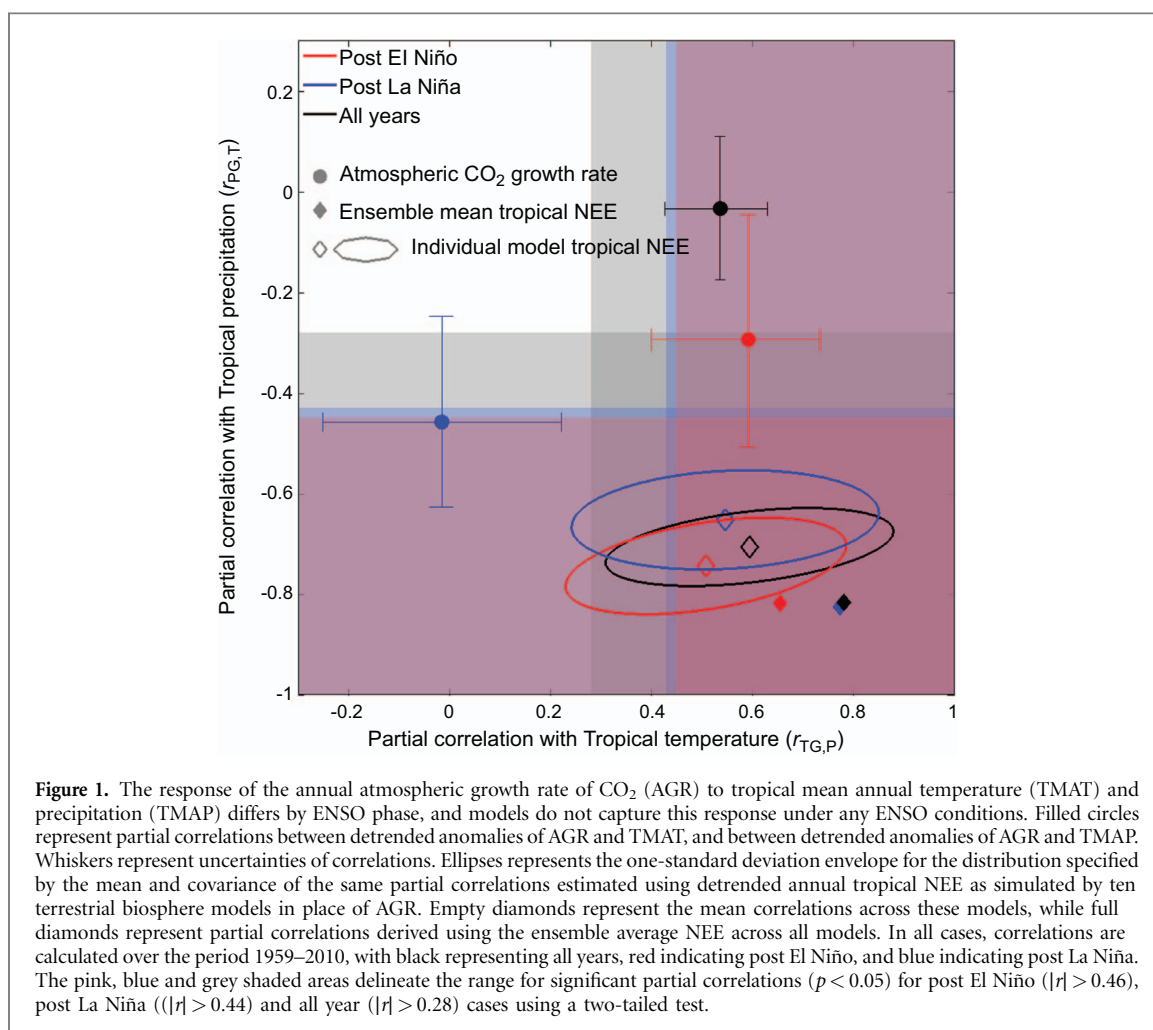 Post El Niño
Post La Niña
All years
Atmospheric CO₂ growth rate
Ensemble mean tropical NEE
Individual model tropical NEE
Partial correlation with Tropical precipitation (r_PG,T)
0.2
0
-0.2
-0.4
-0.6
-0.8
-1
-0.2 0 0.2 0.4 0.6 0.8 1
Partial correlation with Tropical temperature (r_TG,P)
Figure 1. The response of the annual atmospheric growth rate of CO₂ (AGR) to tropical mean annual temperature (TMAT) and
precipitation (TMAP) differs by ENSO phase, and models do not capture this response under any ENSO conditions. Filled circles
represent partial correlations between detrended anomalies of AGR and TMAT, and between detrended anomalies of AGR and TMAP.
Whiskers represent uncertainties of correlations. Ellipses represents the one-standard deviation envelope for the distribution specified
by the mean and covariance of the same partial correlations estimated using detrended annual tropical NEE as simulated by ten
terrestrial biosphere models in place of AGR. Empty diamonds represent the mean correlations across these models, while full
diamonds represent partial correlations derived using the ensemble average NEE across all models. In all cases, correlations are
calculated over the period 1959–2010, with black representing all years, red indicating post El Niño, and blue indicating post La Niña.
The pink, blue and grey shaded areas delineate the range for significant partial correlations (p < 0.05) for post El Niño (|r| > 0.46),
post La Niña ((|r| > 0.44) and all year (|r| > 0.28) cases using a two-tailed test.